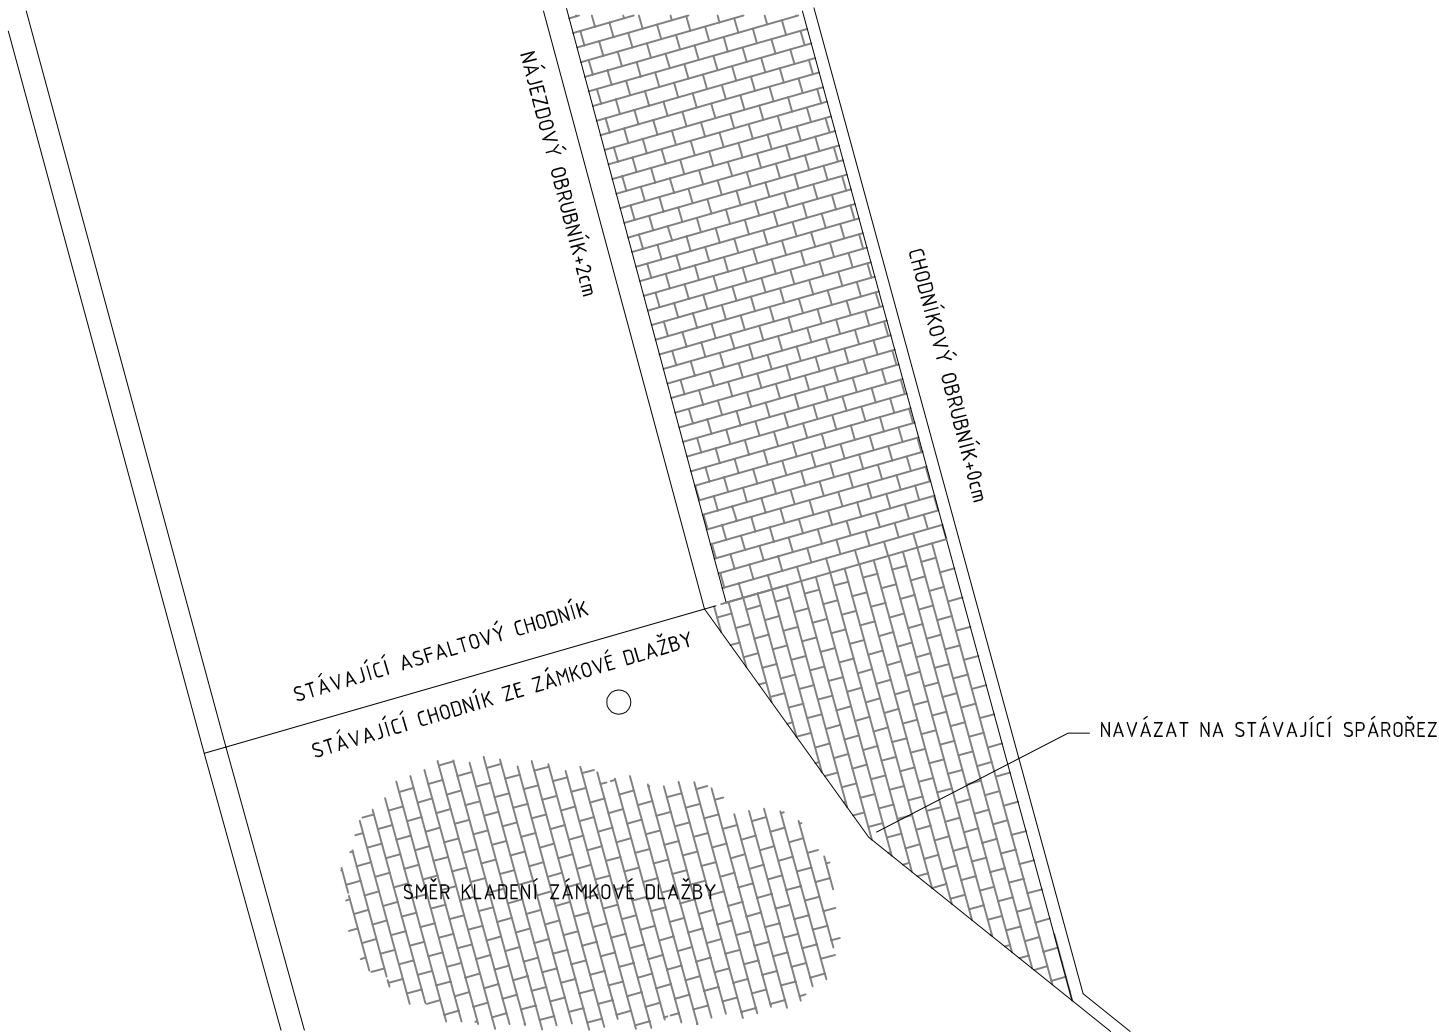 NÁJEZDOVÝ OBRUBNÍK+2cm
CHODNÍKOVÝ OBRUBNÍK+0cm
STÁVAJÍCÍ ASFALTOVÝ CHODNÍK
STÁVAJÍCÍ CHODNÍK ZE ZÁMKOVÉ DLAŽBY
NAVÁZAT NA STÁVAJÍCÍ SPÁROŘEZ
SMĚR KLADENÍ ZÁMKOVÉ DLAŽBY